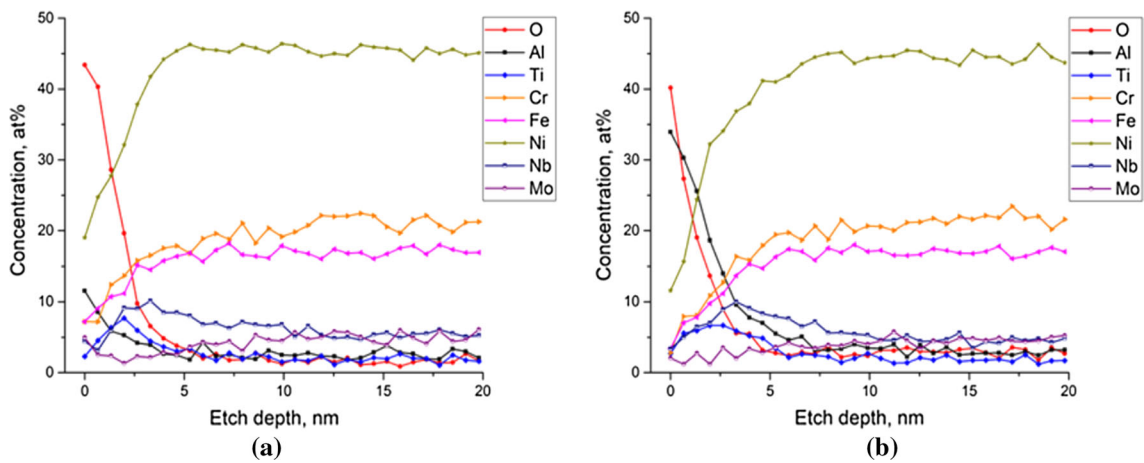 50
40
30
20
10
0
Concentration, at%
0 5 10 15 20
Etch depth, nm
O
Al
Ti
Cr
Fe
Ni
Nb
Mo
(a)
50
40
30
20
10
0
Concentration, at%
0 5 10 15 20
Etch depth, nm
O
Al
Ti
Cr
Fe
Ni
Nb
Mo
(b)